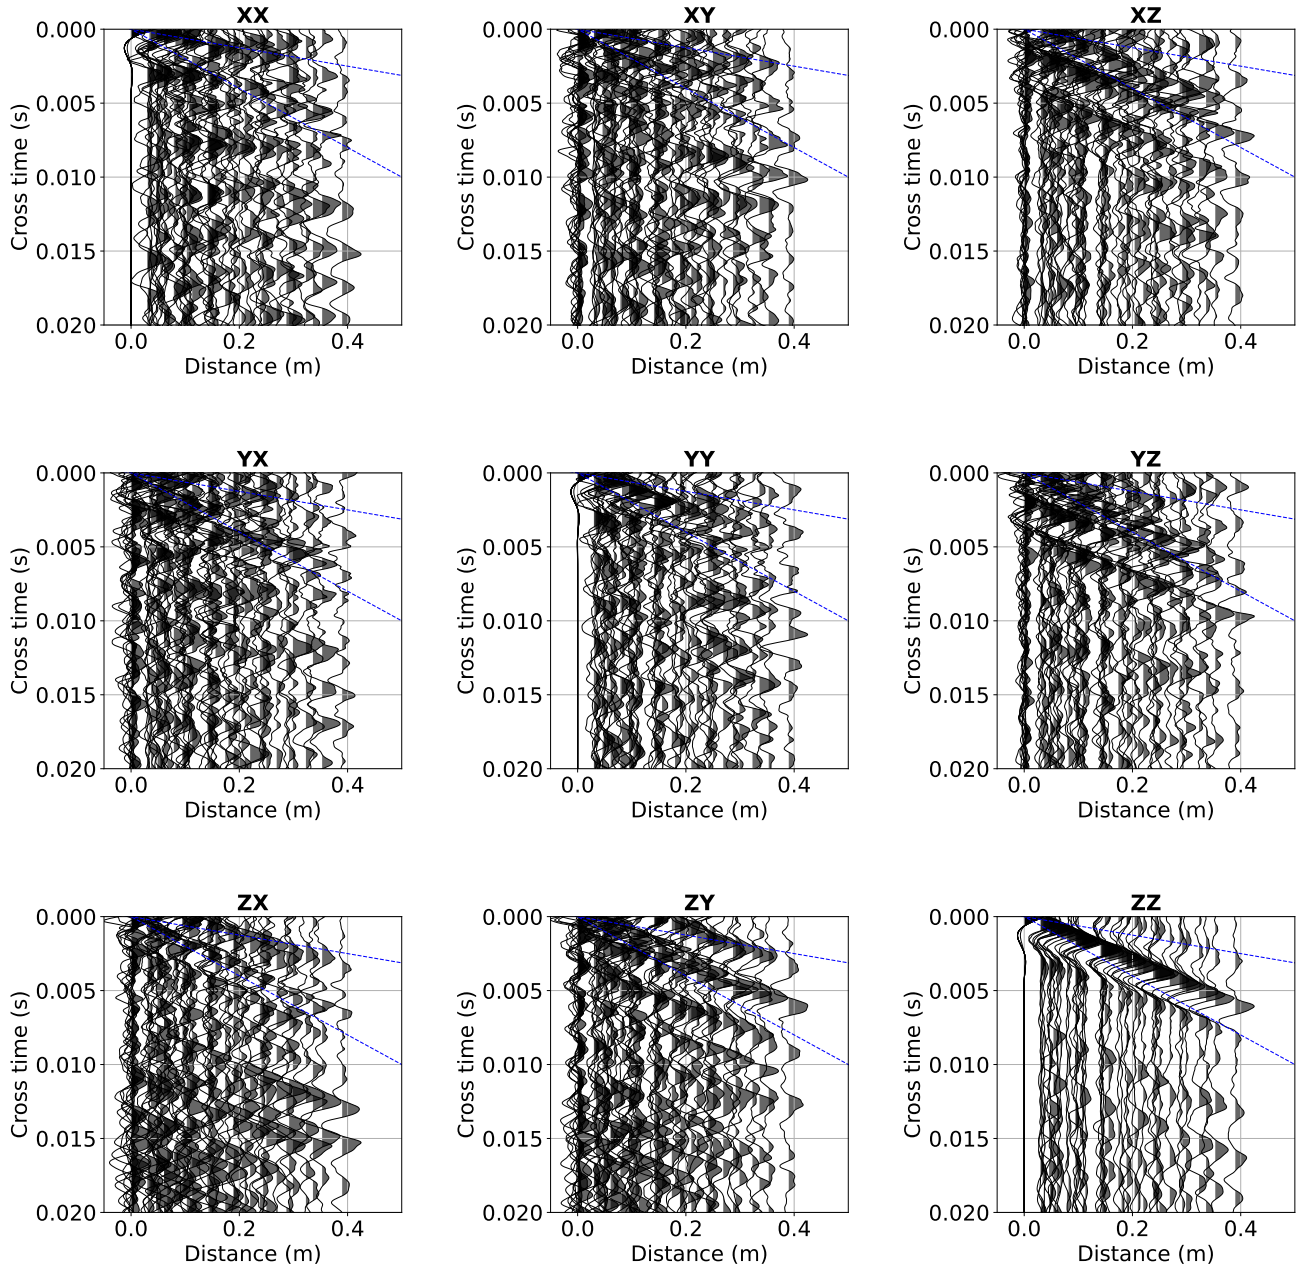 XX XY XZ
0.000 0.000 0.000
0.005 0.005 0.005
0.010 0.010 0.010
0.015 0.015 0.015
0.020 0.020 0.020
Cross time (s) Cross time (s) Cross time (s)
0.0 0.2 0.4 0.0 0.2 0.4 0.0 0.2 0.4
Distance (m) Distance (m) Distance (m)
YX YY YZ
0.000 0.000 0.000
0.005 0.005 0.005
0.010 0.010 0.010
0.015 0.015 0.015
0.020 0.020 0.020
Cross time (s) Cross time (s) Cross time (s)
0.0 0.2 0.4 0.0 0.2 0.4 0.0 0.2 0.4
Distance (m) Distance (m) Distance (m)
ZX ZY ZZ
0.000 0.000 0.000
0.005 0.005 0.005
0.010 0.010 0.010
0.015 0.015 0.015
0.020 0.020 0.020
Cross time (s) Cross time (s) Cross time (s)
0.0 0.2 0.4 0.0 0.2 0.4 0.0 0.2 0.4
Distance (m) Distance (m) Distance (m)